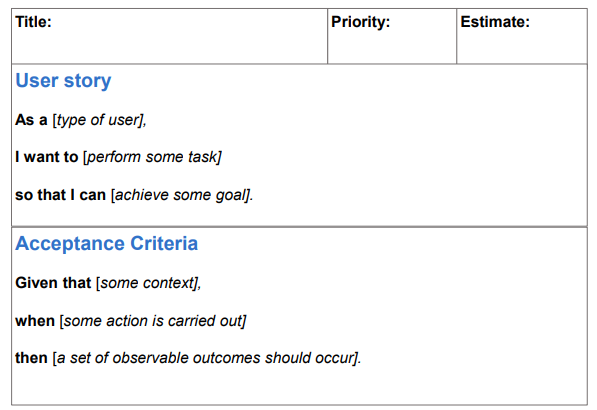 Title: Priority: Estimate:
User story
As a [type of user],
I want to [perform some task]
so that I can [achieve some goal].
Acceptance Criteria
Given that [some context],
when [some action is carried out]
then [a set of observable outcomes should occur].